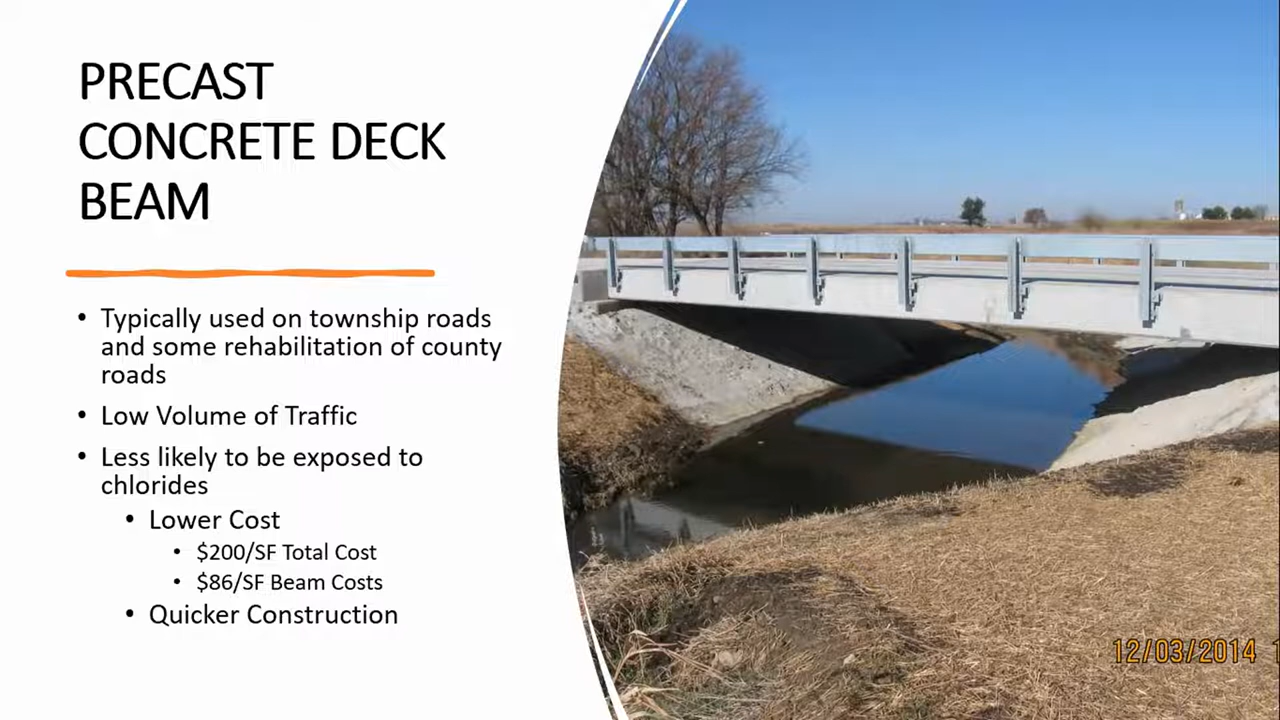 PRECAST
CONCRETE DECK
BEAM
• Typically used on township roads
and some rehabilitation of county
roads
• Low Volume of Traffic
• Less likely to be exposed to
chlorides
• Lower Cost
• $200/SF Total Cost
• $86/SF Beam Costs
• Quicker Construction
12/03/2014